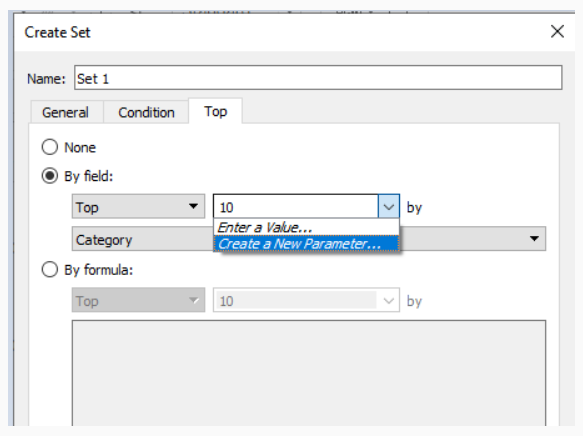 Create Set
Name: Set 1
General Condition Top
None
By field:
Top 10 by
Enter a Value...
Category Create a New Parameter...
By formula:
Top 10 by